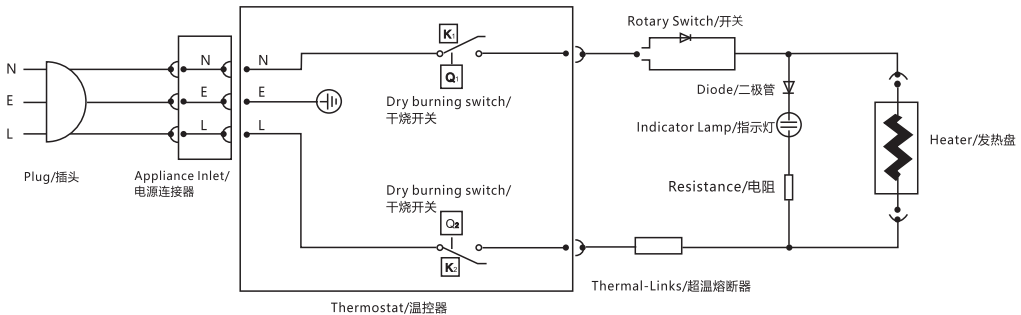 Rotary Switch/开关
N
E
L
Plug/插头
N
E
L
Appliance Inlet/
电源连接器
N
E
L
K1
Q1
Dry burning switch/
干烧开关
Dry burning switch/
干烧开关
Q2
K2
Thermostat/温控器
Diode/二极管
Indicator Lamp/指示灯
Resistance/电阻
Heater/发热盘
Thermal-Links/超温熔断器